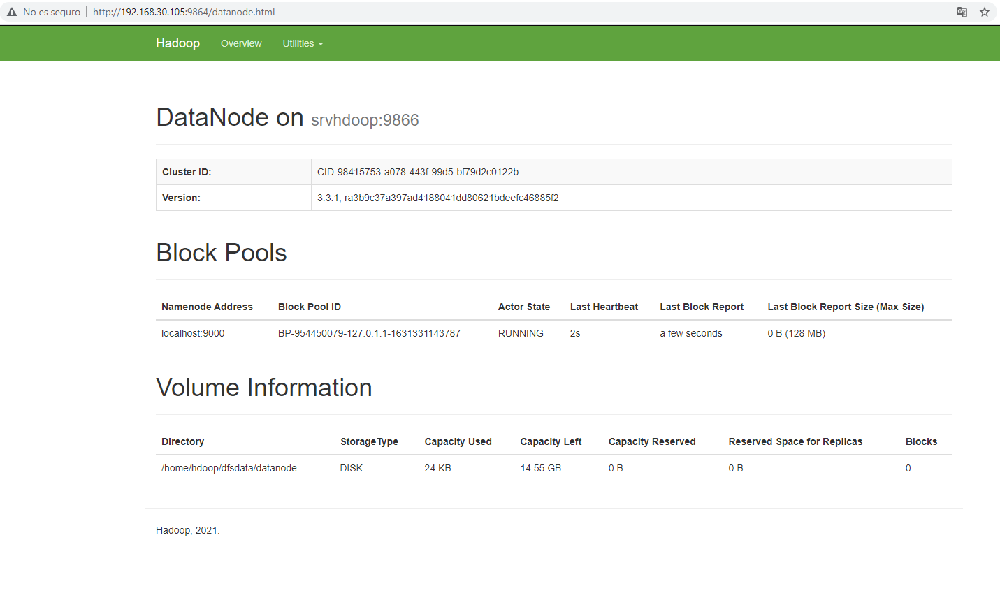 No es seguro http://192.168.30.105:9864/datanode.html
Hadoop Overview Utilities
DataNode on srvhdoop:9866
Cluster ID: CID-98415753-a078-443f-99d5-bf79d2c0122b
Version: 3.3.1, ra3b9c37a397ad4188041dd80621bdeefc46885f2
Block Pools
Namenode Address Block Pool ID Actor State Last Heartbeat Last Block Report Last Block Report Size (Max Size)
localhost:9000 BP-954450079-127.0.1.1-1631331143787 RUNNING 2s a few seconds 0 B (128 MB)
Volume Information
Directory StorageType Capacity Used Capacity Left Capacity Reserved Reserved Space for Replicas Blocks
/home/hdoop/dfsdata/datanode DISK 24 KB 14.55 GB 0 B 0 B 0
Hadoop, 2021.